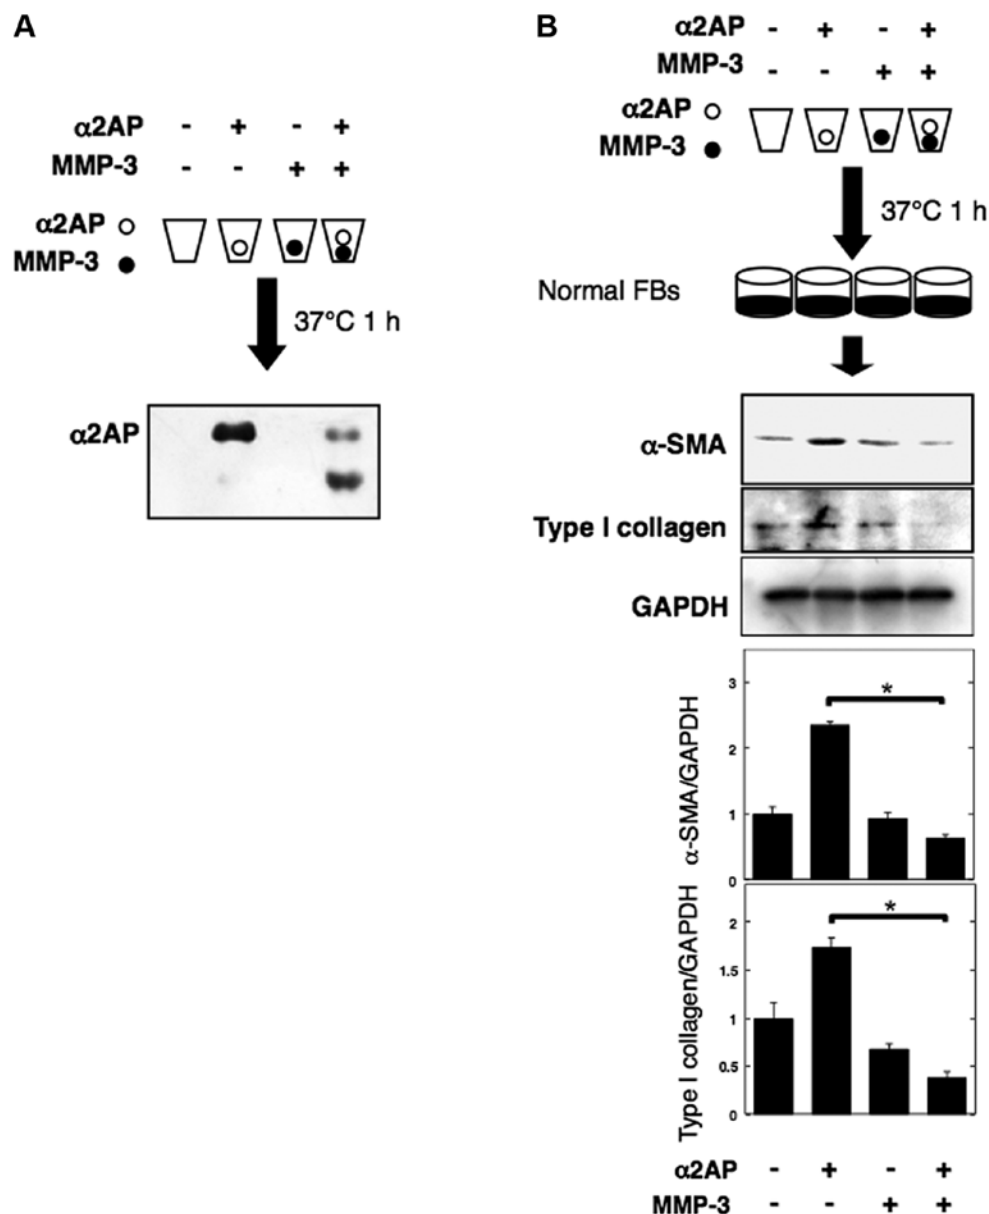 A
α2AP - + - +
MMP-3 - - + +
α2AP
MMP-3
37°C 1 h
α2AP
B
α2AP - + - +
MMP-3 - - + +
α2AP
MMP-3
37°C 1 h
Normal FBs
α-SMA
Type I collagen
GAPDH
α-SMA/GAPDH
3
2
1
0
*
Type I collagen/GAPDH
2
1.5
1
0.5
0
*
α2AP - + - +
MMP-3 - - + +